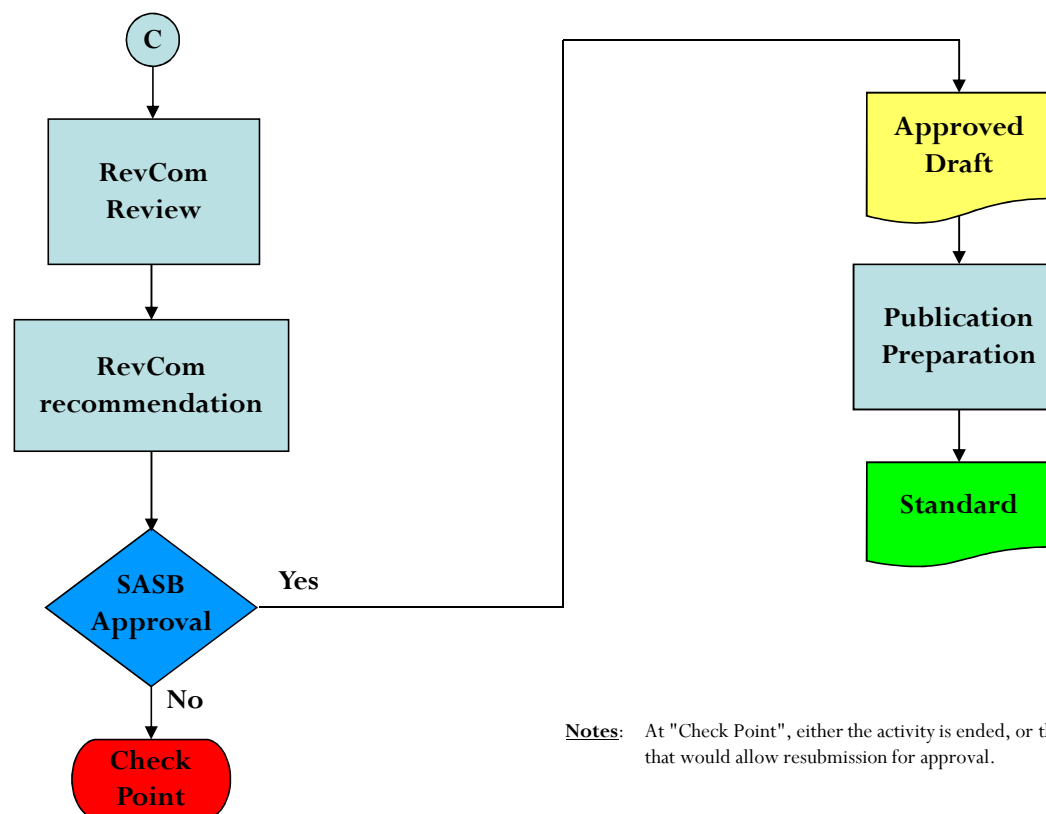 C
RevCom
Review
RevCom
recommendation
SASB
Approval
Yes
No
Check
Point
Approved
Draft
Publication
Preparation
Standard
Notes: At "Check Point", either the activity is ended, or
that would allow resubmission for approval.